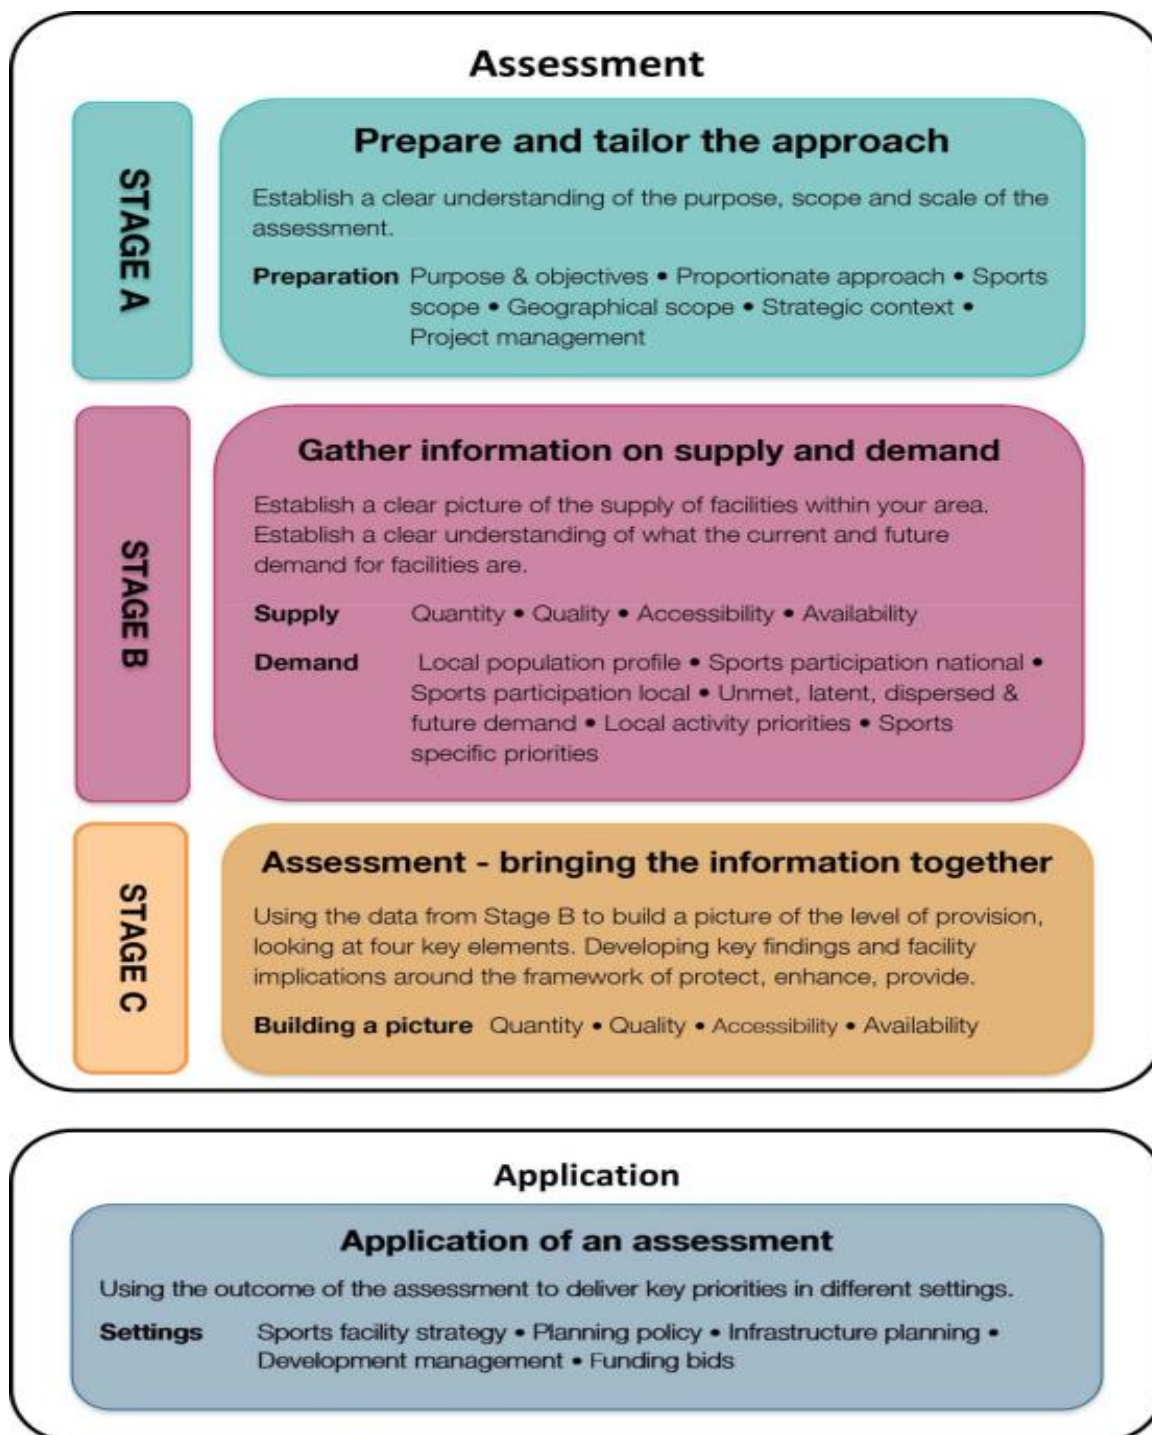 Assessment
STAGE A
Prepare and tailor the approach
Establish a clear understanding of the purpose, scope and scale of the
assessment.
Preparation Purpose & objectives • Proportionate approach • Sports
scope • Geographical scope • Strategic context •
Project management
STAGE B
Gather information on supply and demand
Establish a clear picture of the supply of facilities within your area.
Establish a clear understanding of what the current and future
demand for facilities are.
Supply Quantity • Quality • Accessibility • Availability
Demand Local population profile • Sports participation national •
Sports participation local • Unmet, latent, dispersed &
future demand • Local activity priorities • Sports
specific priorities
STAGE C
Assessment - bringing the information together
Using the data from Stage B to build a picture of the level of provision,
looking at four key elements. Developing key findings and facility
implications around the framework of protect, enhance, provide.
Building a picture Quantity • Quality • Accessibility • Availability
Application
Application of an assessment
Using the outcome of the assessment to deliver key priorities in different settings.
Settings Sports facility strategy • Planning policy • Infrastructure planning •
Development management • Funding bids